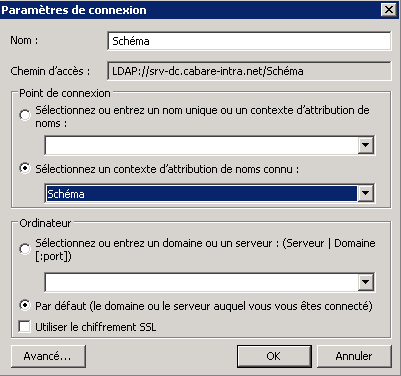 Paramètres de connexion
Nom :
Schéma
Chemin d'accès :
LDAP://srv-dc.cabare-intra.net/Schéma
Point de connexion
Sélectionnez ou entrez un nom unique ou un contexte d'attribution de
noms :
Sélectionnez un contexte d'attribution de noms connu :
Schéma
Ordinateur
Sélectionnez ou entrez un domaine ou un serveur : (Serveur | Domaine
[:port])
Par défaut (le domaine ou le serveur auquel vous vous êtes connecté)
Utiliser le chiffrement SSL
Avancé...
OK
Annuler